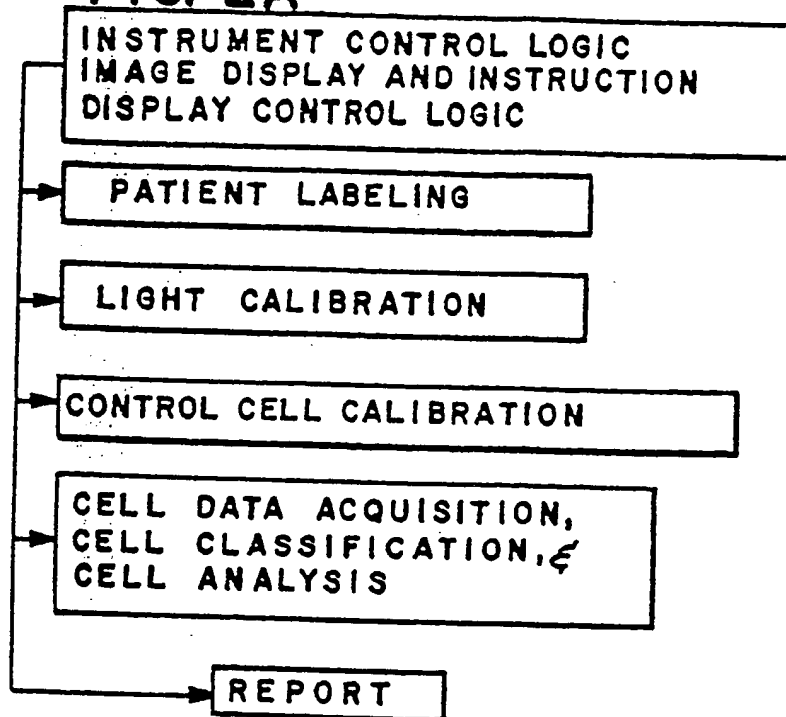 INSTRUMENT CONTROL LOGIC
IMAGE DISPLAY AND INSTRUCTION
DISPLAY CONTROL LOGIC
PATIENT LABELING
LIGHT CALIBRATION
CONTROL CELL CALIBRATION
CELL DATA ACQUISITION,
CELL CLASSIFICATION, &
CELL ANALYSIS
REPORT